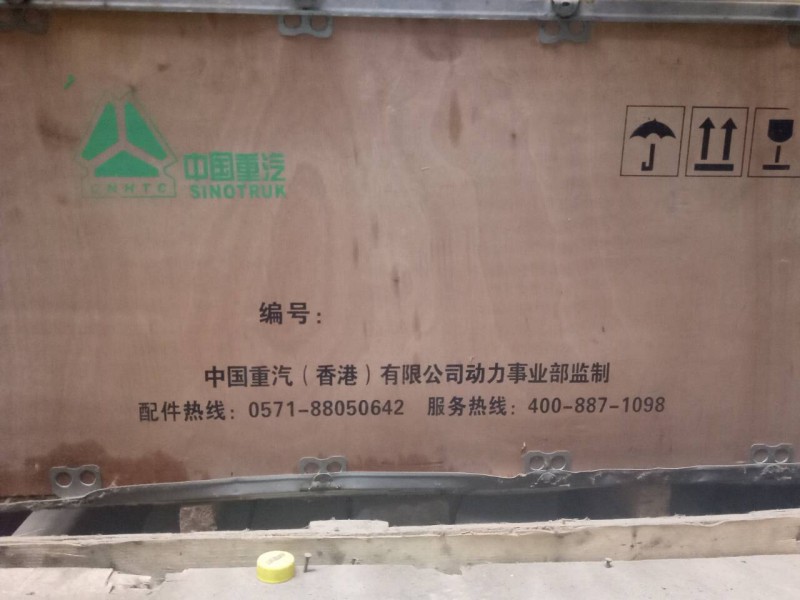 中国重汽
CNHTC
SINOTRUK
编号：
中国重汽（香港）有限公司动力事业部监制
配件热线：0571-88050642 服务热线：400-887-1098